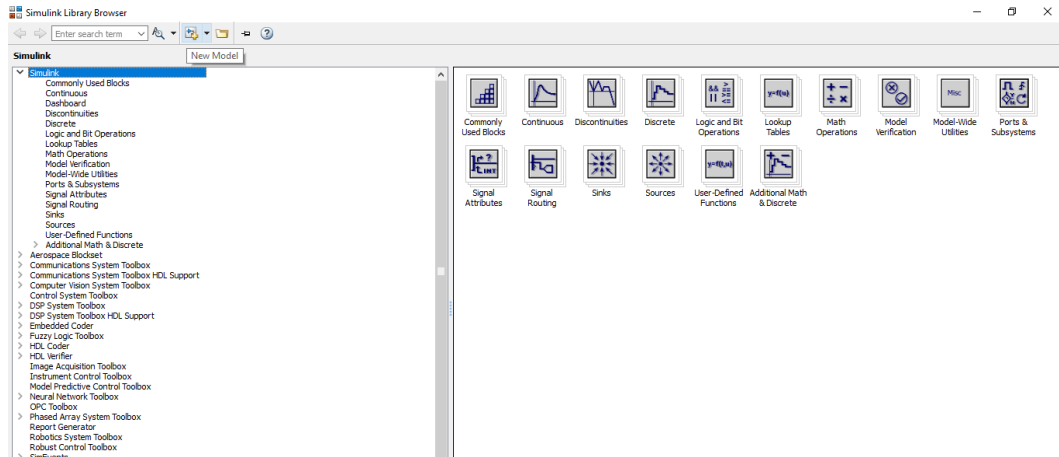 Simulink Library Browser
Enter search term
Simulink
New Model
Simulink
Commonly Used Blocks
Continuous
Dashboard
Discontinuities
Discrete
Logic and Bit Operations
Lookup Tables
Math Operations
Model Verification
Model-Wide Utilities
Ports & Subsystems
Signal Attributes
Signal Routing
Sinks
Sources
User-Defined Functions
Additional Math & Discrete
Aerospace Blockset
Communications System Toolbox
Communications System Toolbox HDL Support
Computer Vision System Toolbox
Control System Toolbox
DSP System Toolbox
DSP System Toolbox HDL Support
Embedded Coder
Fuzzy Logic Toolbox
HDL Coder
HDL Verifier
Image Acquisition Toolbox
Instrument Control Toolbox
Model Predictive Control Toolbox
Neural Network Toolbox
OPC Toolbox
Phased Array System Toolbox
Report Generator
Robotics System Toolbox
Robust Control Toolbox
SimEvents
&& >=
|| <=
y=f(u)
+ −
÷ ×
Misc
Commonly Used Blocks
Continuous
Discontinuities
Discrete
Logic and Bit Operations
Lookup Tables
Math Operations
Model Verification
Model-Wide Utilities
Ports & Subsystems
?
INT
y=f(t,u)
Signal Attributes
Signal Routing
Sinks
Sources
User-Defined Functions
Additional Math & Discrete